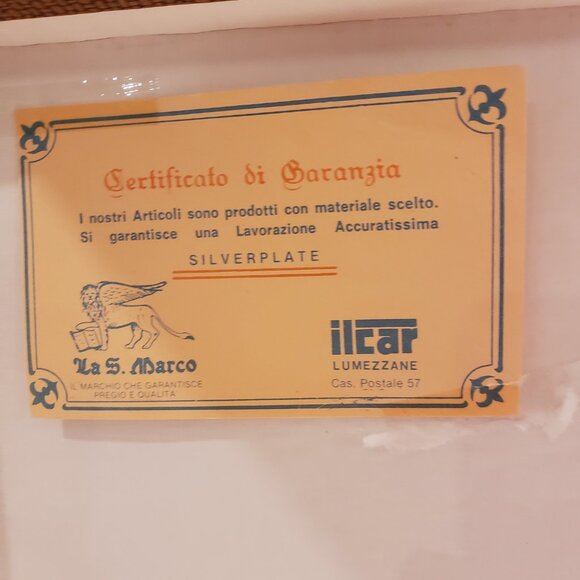 Certificato di Garanzia
I nostri Articoli sono prodotti con materiale scelto.
Si garantisce una Lavorazione Accuratissima
SILVERPLATE
La S. Marco
IL MARCHIO CHE GARANTISCE
PREGIO E QUALITA
ilcar
LUMEZZANE
Cas. Postale 57